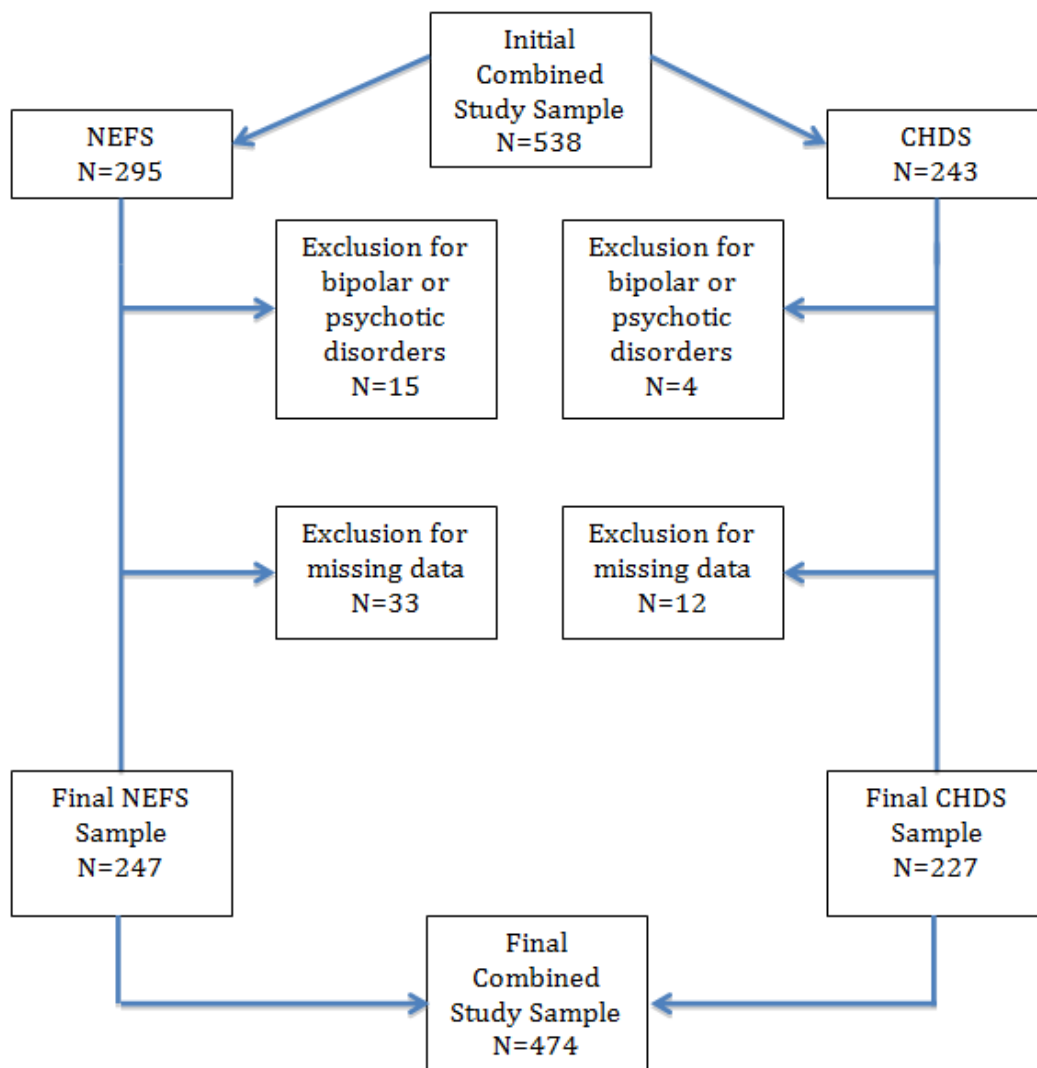 Initial
Combined
Study Sample
N=538
NEFS
N=295
CHDS
N=243
Exclusion for
bipolar or
psychotic
disorders
N=15
Exclusion for
bipolar or
psychotic
disorders
N=4
Exclusion for
missing data
N=33
Exclusion for
missing data
N=12
Final NEFS
Sample
N=247
Final CHDS
Sample
N=227
Final
Combined
Study Sample
N=474